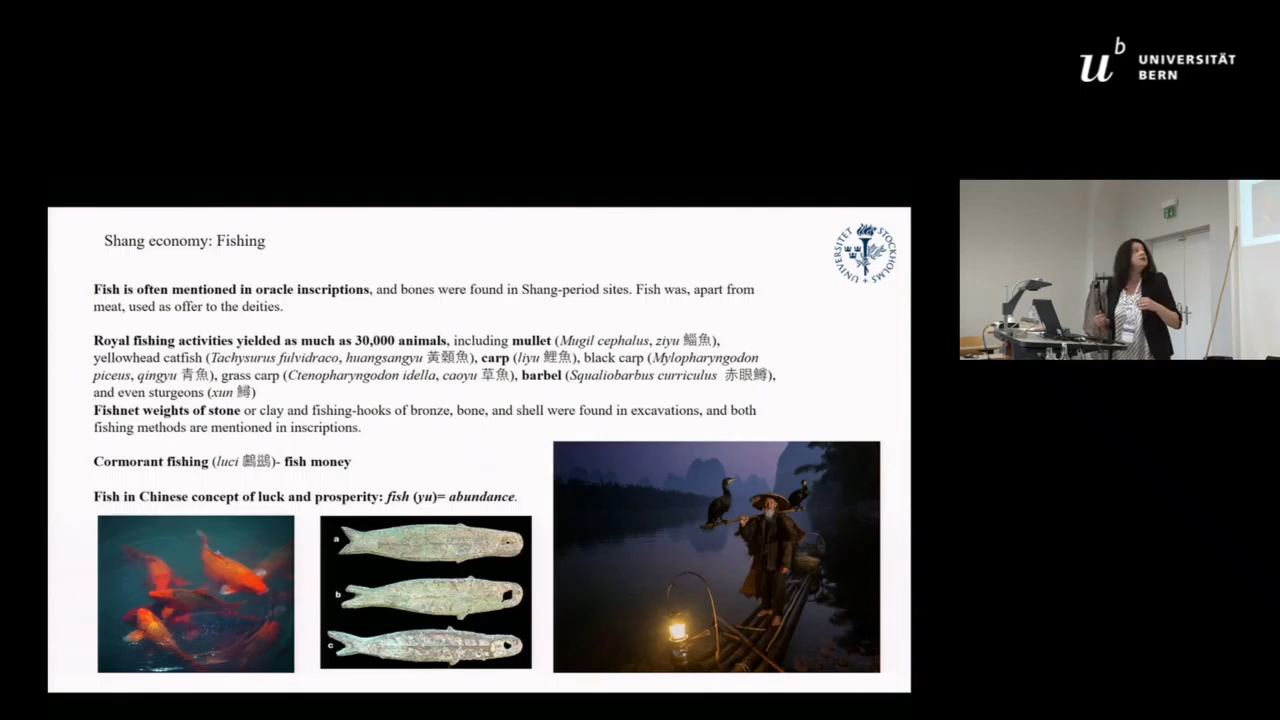 u^b UNIVERSITÄT
BERN
Shang economy: Fishing
UNIVERSITET STOCKHOLMS
Fish is often mentioned in oracle inscriptions, and bones were found in Shang-period sites. Fish was, apart from
meat, used as offer to the deities.
Royal fishing activities yielded as much as 30,000 animals, including mullet (Mugil cephalus, ziyu 鯔魚),
yellowhead catfish (Tachysurus fulvidraco, huangsangyu 黃顙魚), carp (liyu 鯉魚), black carp (Mylopharyngodon
piceus, qingyu 青魚), grass carp (Ctenopharyngodon idella, caoyu 草魚), barbel (Squaliobarbus curriculus 赤眼鱒),
and even sturgeons (xun 鱘)
Fishnet weights of stone or clay and fishing-hooks of bronze, bone, and shell were found in excavations, and both
fishing methods are mentioned in inscriptions.
Cormorant fishing (luci 鸕鶿)- fish money
Fish in Chinese concept of luck and prosperity: fish (yu)= abundance.
a
b
c